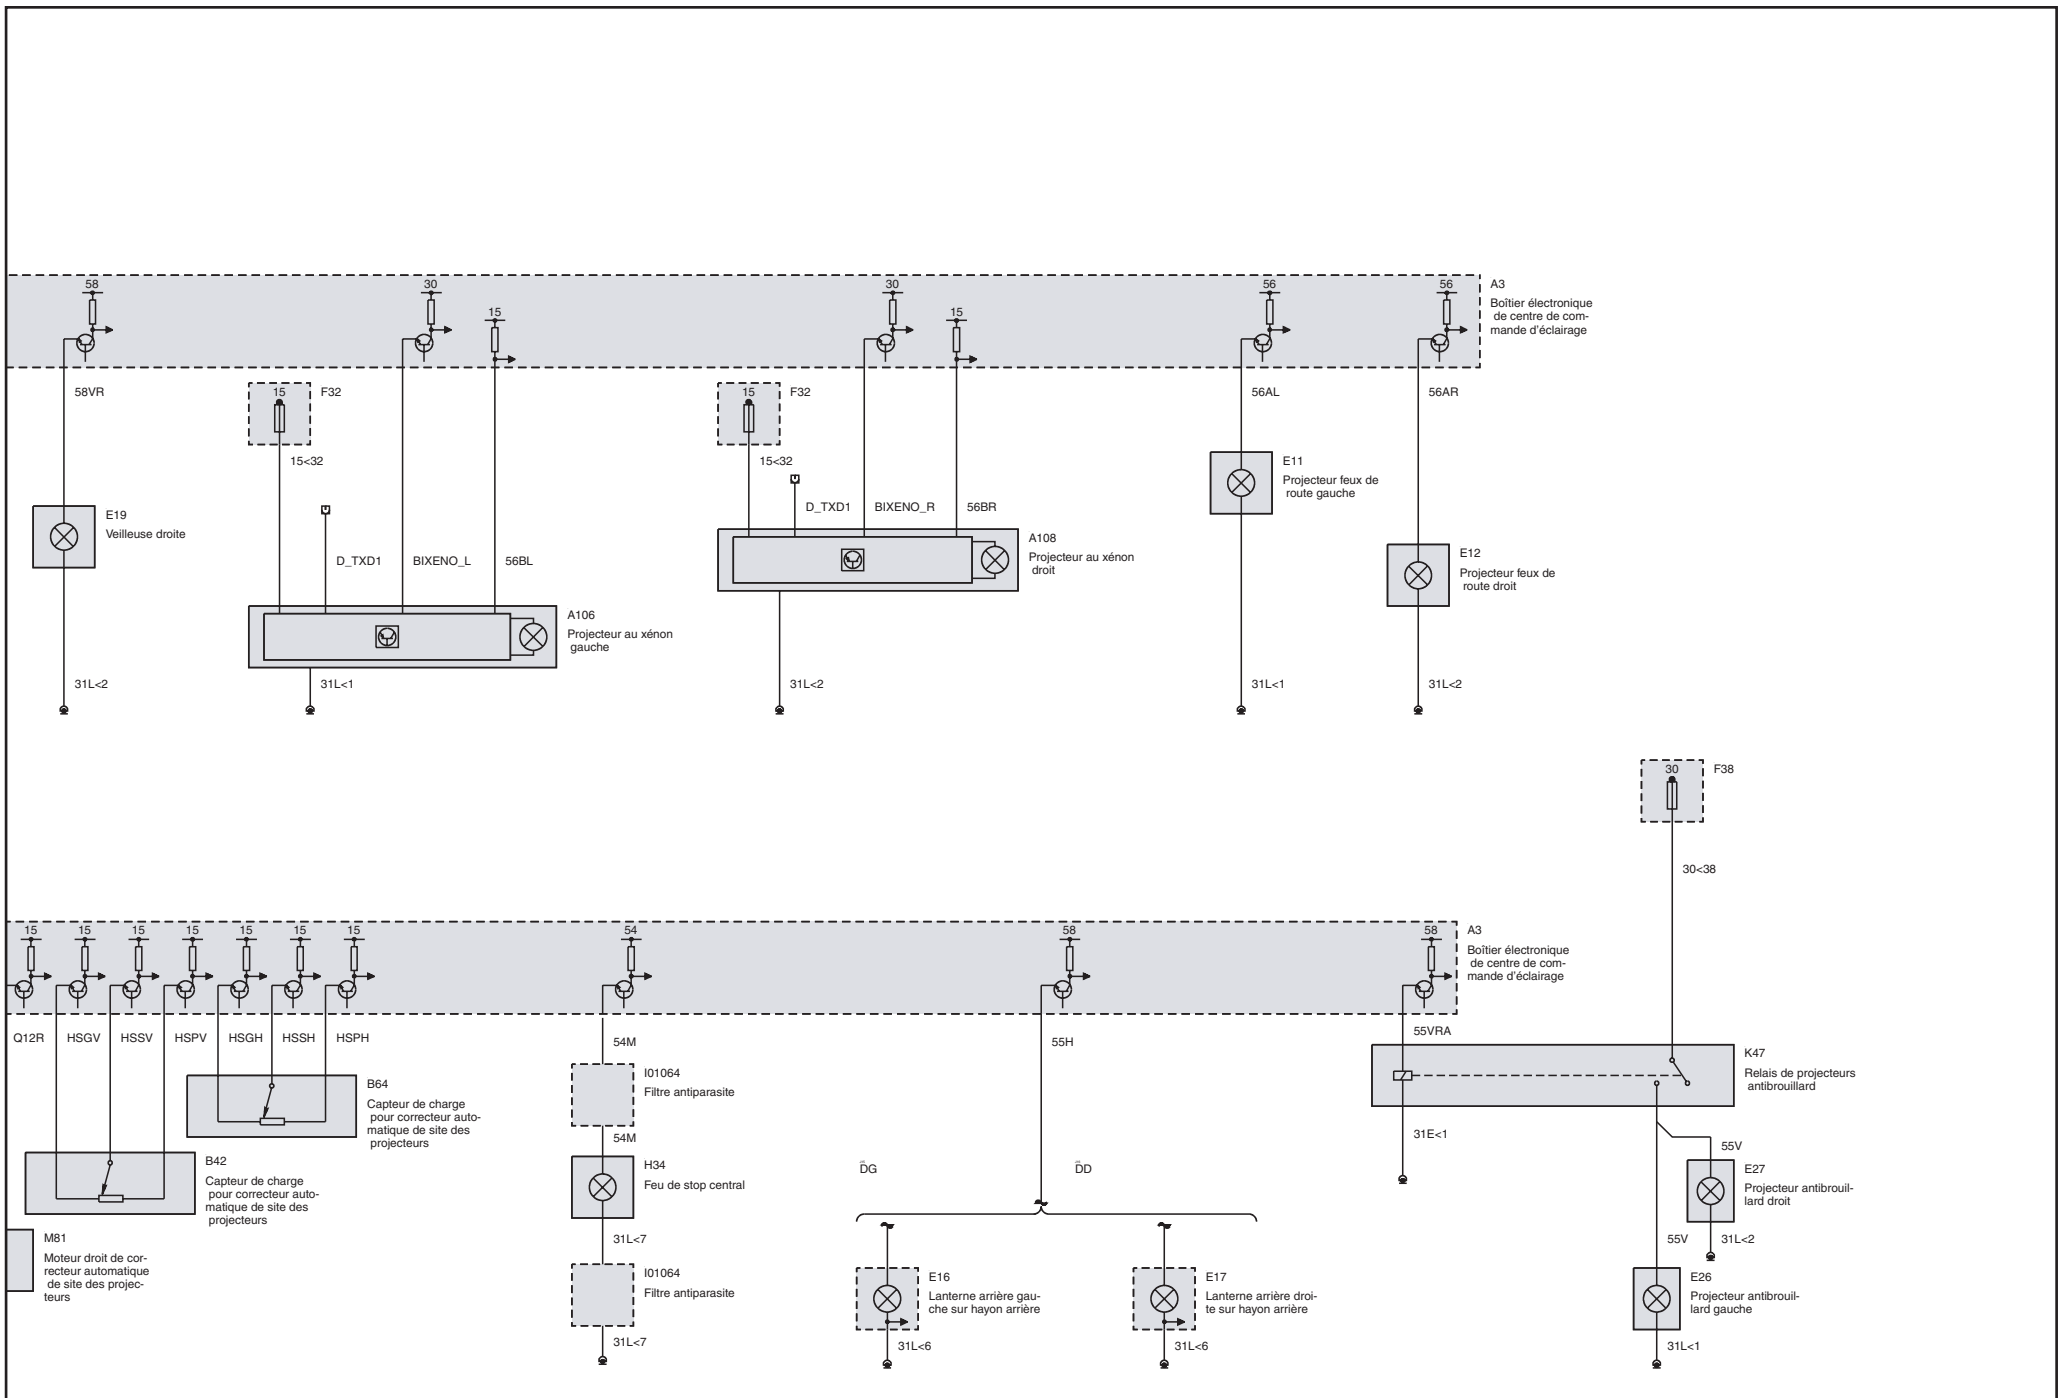 58
30
15
30
15
56
56
A3
Boîtier électronique
de centre de com-
mande d'éclairage
58VR
15
F32
15
F32
56AL
56AR
15<32
15<32
E11
Projecteur feux de
route gauche
E19
Veilleuse droite
D_TXD1
BIXENO_R
56BR
A108
Projecteur au xénon
droit
E12
Projecteur feux de
route droit
D_TXD1
BIXENO_L
56BL
A106
Projecteur au xénon
gauche
31L<2
31L<1
31L<2
31L<1
31L<2
30
F38
30<38
15
15
15
15
15
15
15
54
58
58
A3
Boîtier électronique
de centre de com-
mande d'éclairage
Q12R
HSGV
HSSV
HSPV
HSGH
HSSH
HSPH
54M
55H
55VRA
K47
Relais de projecteurs
antibrouillard
B64
Capteur de charge
pour correcteur auto-
matique de site des
projecteurs
I01064
Filtre antiparasite
54M
31E<1
55V
B42
Capteur de charge
pour correcteur auto-
matique de site des
projecteurs
H34
Feu de stop central
DG
DD
E27
Projecteur antibrouil-
lard droit
M81
Moteur droit de cor-
recteur automatique
de site des projec-
teurs
31L<7
55V
31L<2
I01064
Filtre antiparasite
E16
Lanterne arrière gau-
che sur hayon arrière
E17
Lanterne arrière droi-
te sur hayon arrière
E26
Projecteur antibrouil-
lard gauche
31L<7
31L<6
31L<6
31L<1